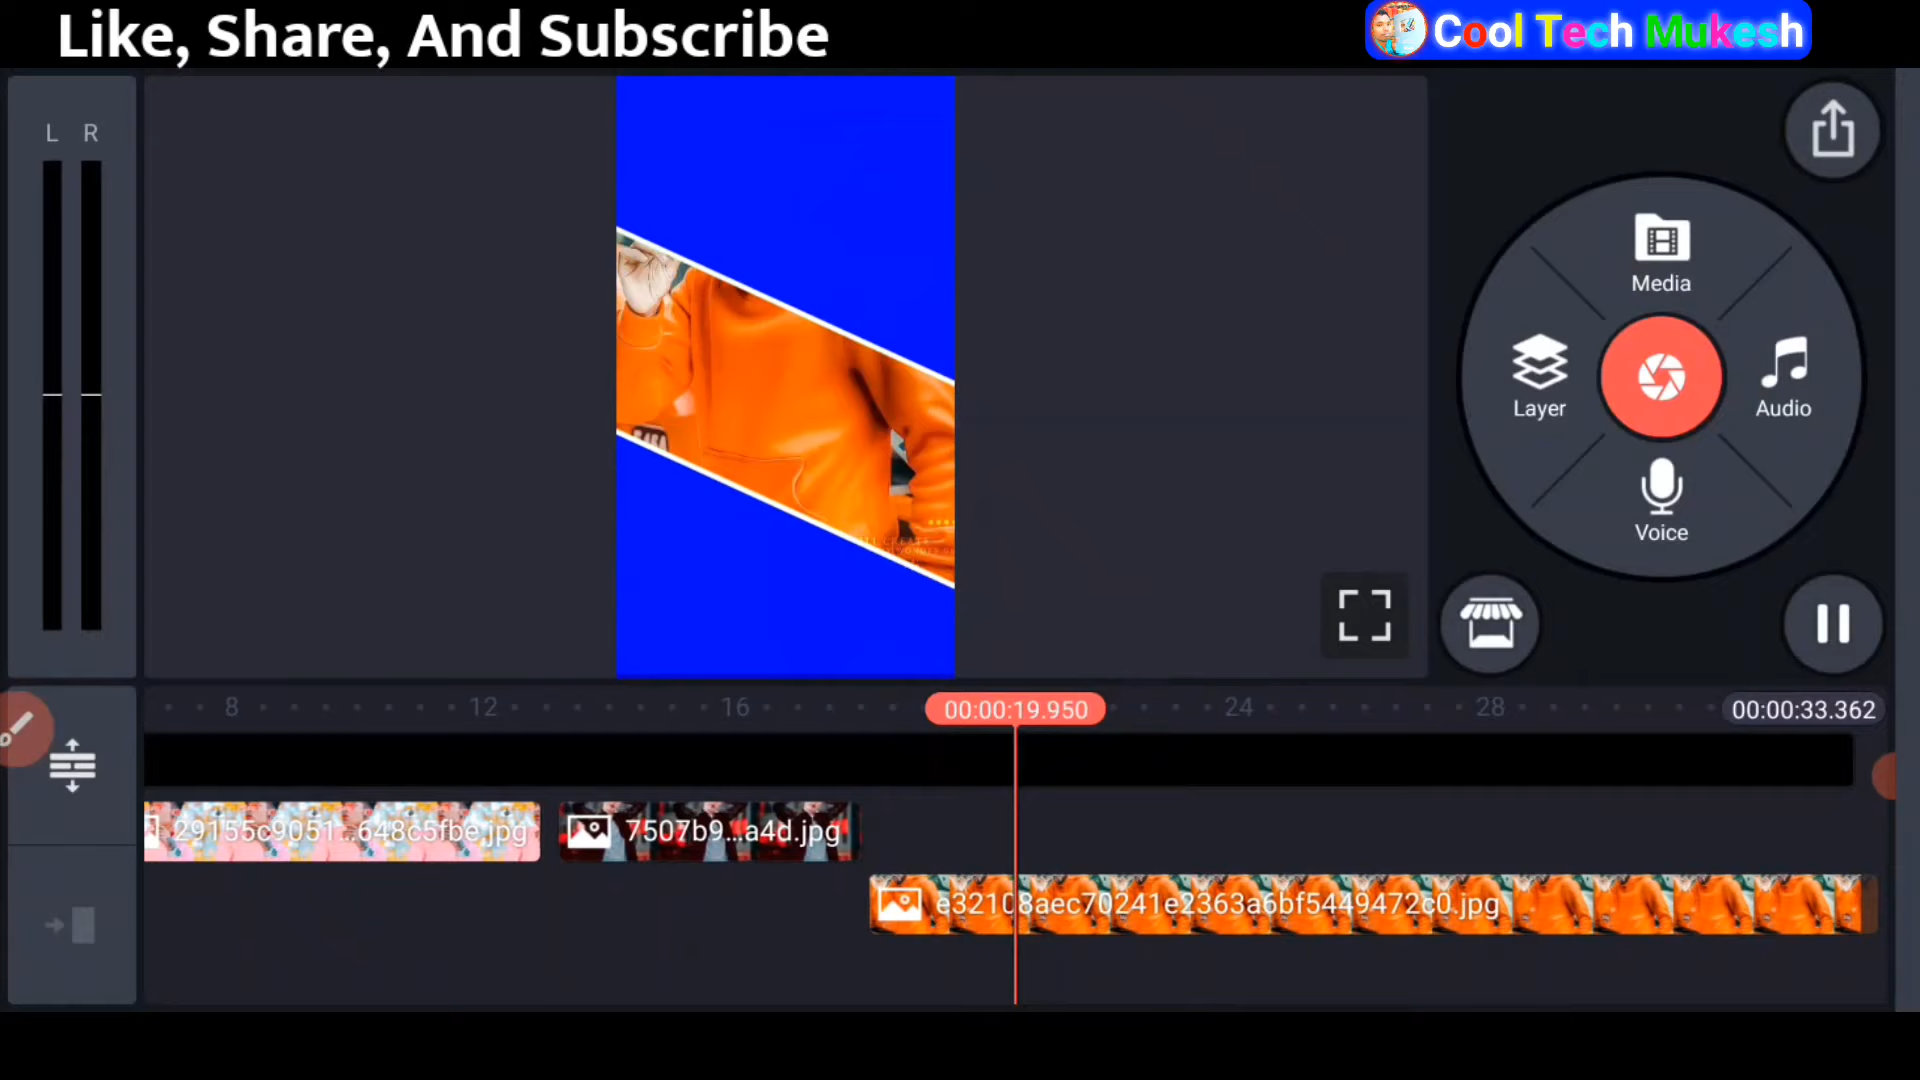 Like, Share, And Subscribe
Cool Tech Mukesh
L R
Media
Layer
Audio
Voice
8 12 16 00:00:19.950 24 28 00:00:33.362
29155c9051...648c5fbe.jpg
7507b9...a4d.jpg
e32108aec70241e2363a6bf5449472c0.jpg